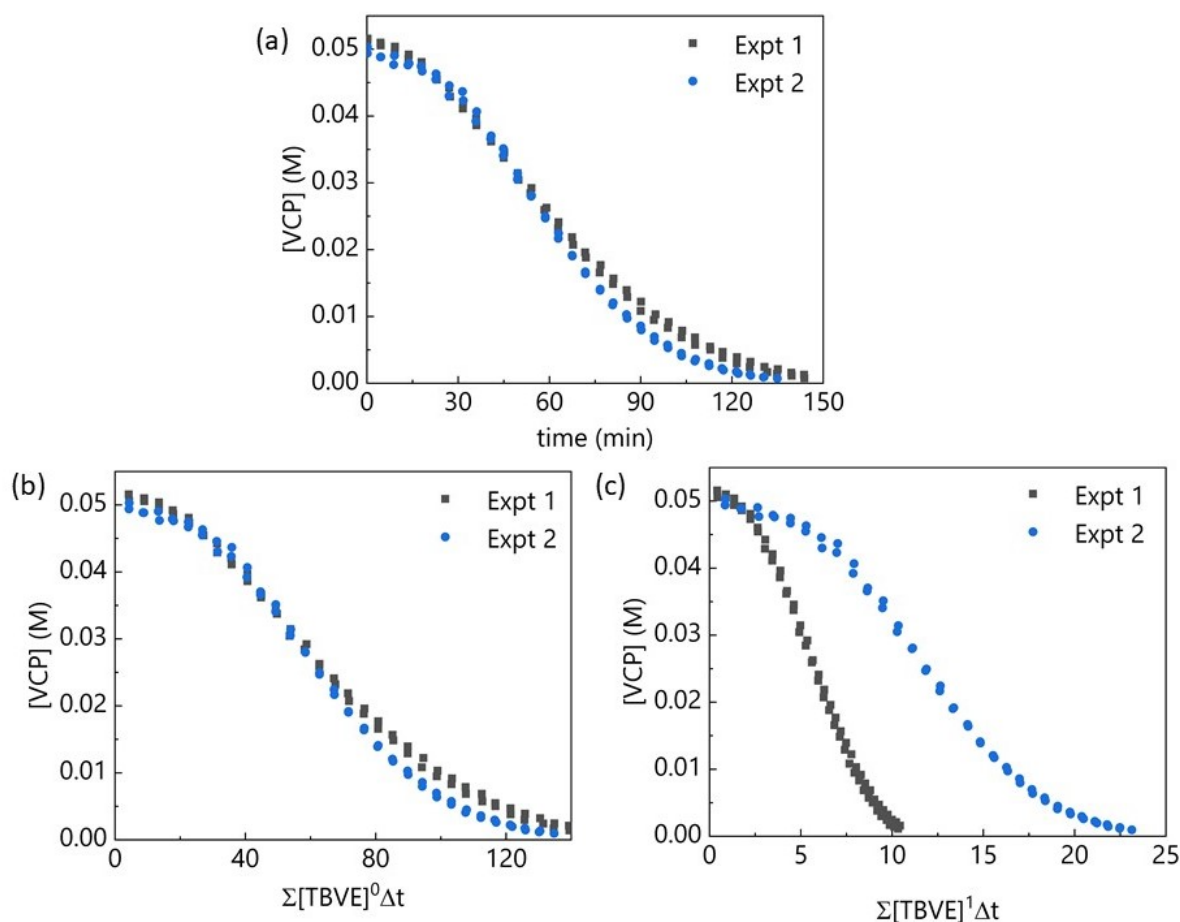 (a)
Expt 1
Expt 2
0.05
0.04
0.03
0.02
0.01
0.00
[VCP] (M)
0 30 60 90 120 150
time (min)
(b)
Expt 1
Expt 2
0.05
0.04
0.03
0.02
0.01
0.00
[VCP] (M)
0 40 80 120
Σ[TBVE]⁰Δt
(c)
Expt 1
Expt 2
0.05
0.04
0.03
0.02
0.01
0.00
[VCP] (M)
0 5 10 15 20 25
Σ[TBVE]¹Δt